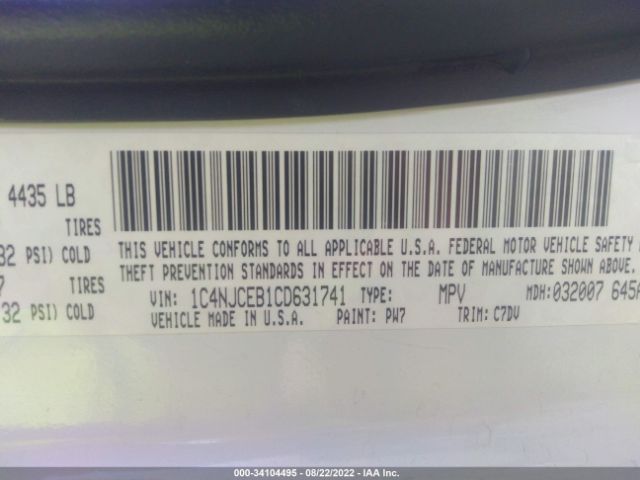 4435 LB
TIRES
32 PSI) COLD
THIS VEHICLE CONFORMS TO ALL APPLICABLE U.S.A. FEDERAL MOTOR VEHICLE SAFETY
7 TIRES
THEFT PREVENTION STANDARDS IN EFFECT ON THE DATE OF MANUFACTURE SHOWN ABOVE.
32 PSI) COLD
VIN: 1C4NJCEB1CD631741 TYPE: MPV MDH:032007 645A
VEHICLE MADE IN U.S.A. PAINT: PW7 TRIM: C7DV
000-34104495 - 08/22/2022 - IAA Inc.